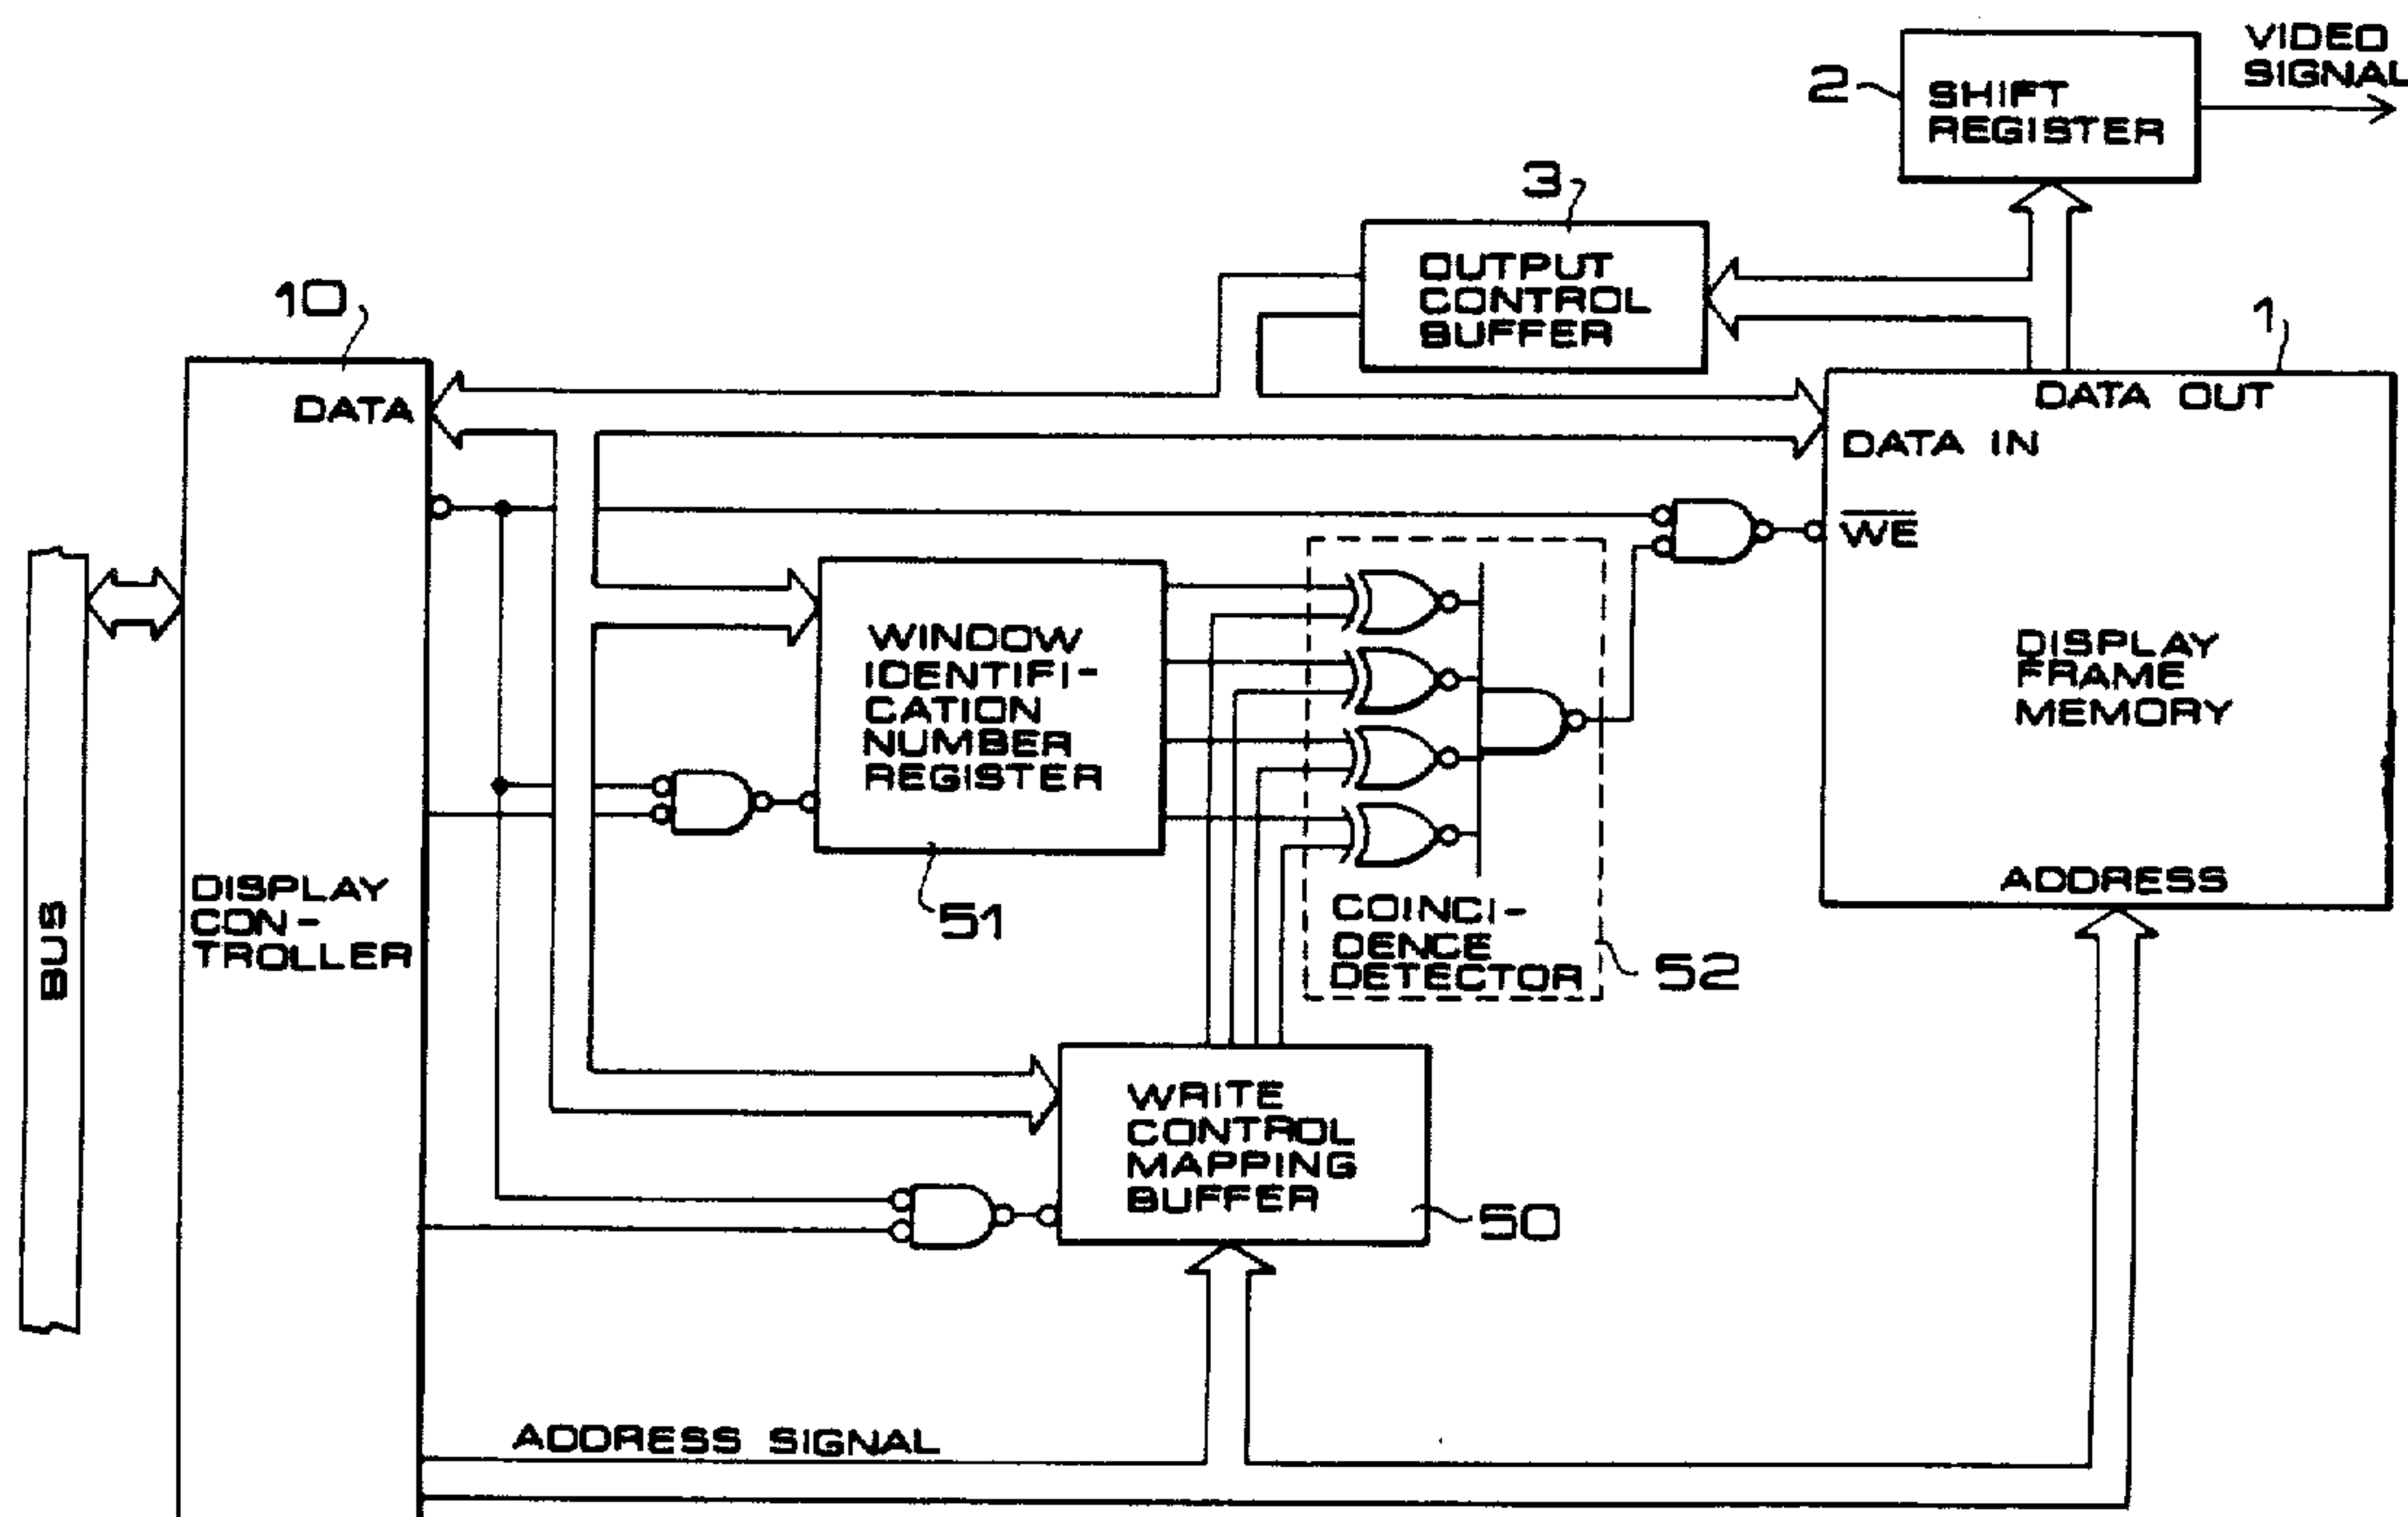 VIDEO
SIGNAL
2
SHIFT
REGISTER
3
OUTPUT
CONTROL
BUFFER
10
1
DATA
DATA OUT
DATA IN
WE
WINDOW
IDENTIFI-
CATION
NUMBER
REGISTER
DISPLAY
FRAME
MEMORY
ADDRESS
51
BUS
DISPLAY
CON-
TROLLER
COINCI-
DENCE
DETECTOR
52
WRITE
CONTROL
MAPPING
BUFFER
50
ADDRESS SIGNAL